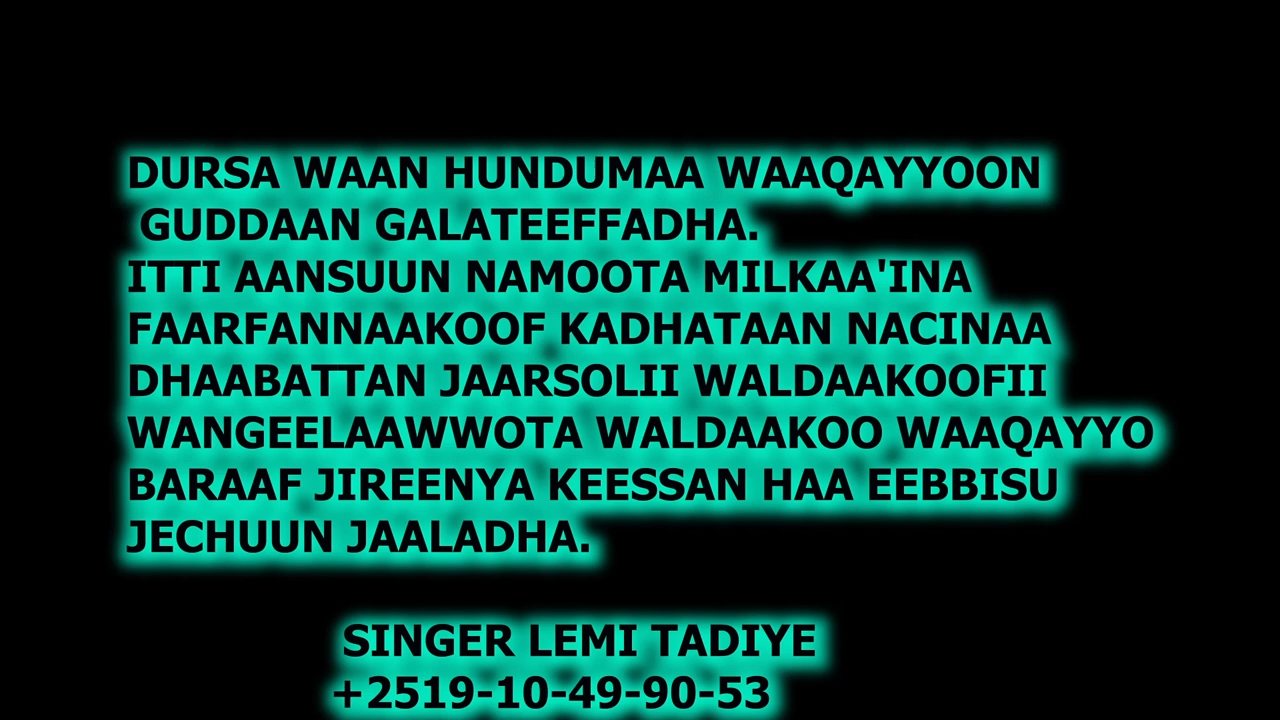 DURSA WAAN HUNDUMAA WAAQAYYOON
GUDDAAN GALATEEFFADHA.
ITTI AANSUUN NAMOOTA MILKAA'INA
FAARFANNAAKOOF KADHATAAN NACINAA
DHAABATTAN JAARSOLII WALDAAKOOFII
WANGEELAAWWOTA WALDAAKOO WAAQAYYO
BARAAF JIREENYA KEESSAN HAA EEBBISU
JECHUUN JAALADHA.
SINGER LEMI TADIYE
+2519-10-49-90-53